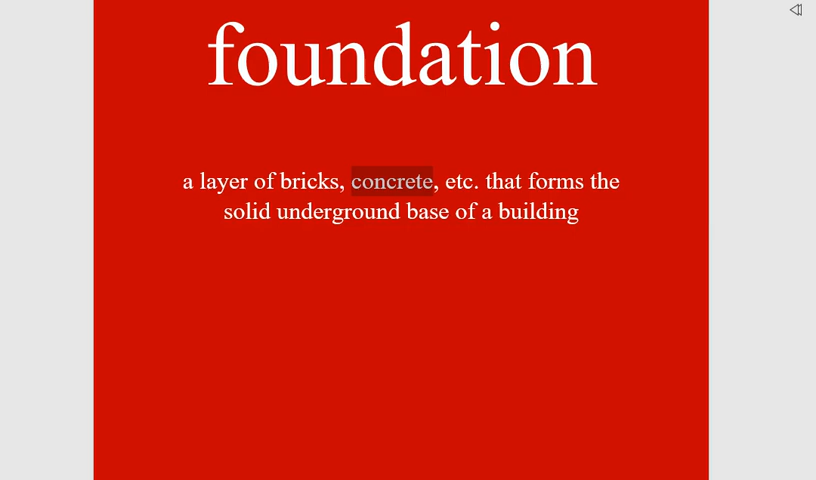 foundation
a layer of bricks, concrete, etc. that forms the
solid underground base of a building